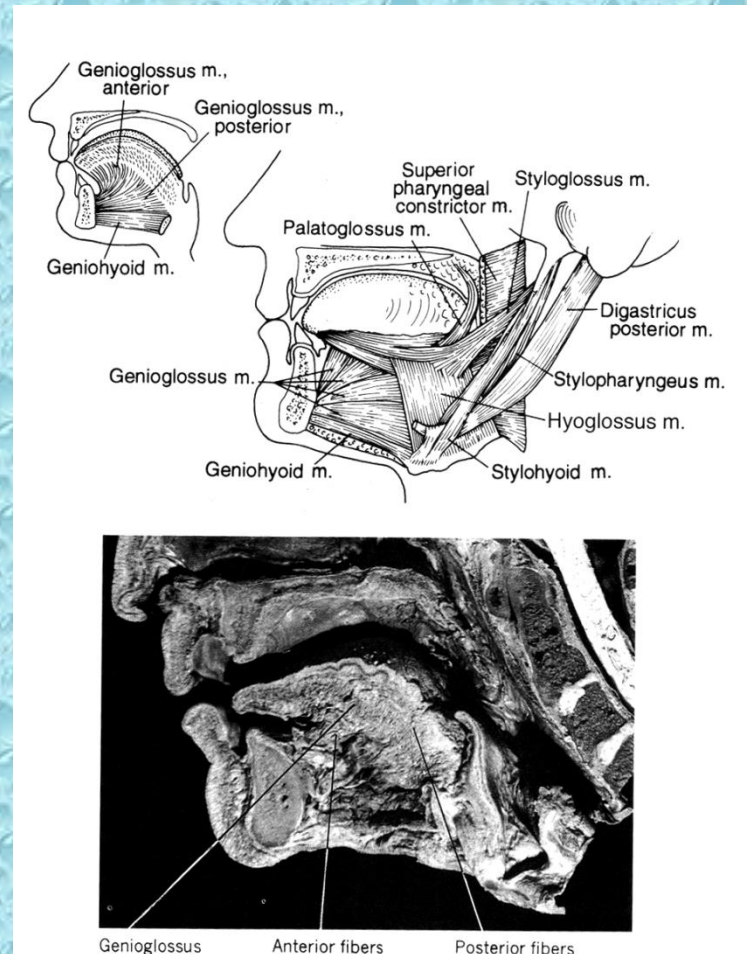 Genioglossus m.,
anterior
Genioglossus m.,
posterior
Geniohyoid m.
Superior
pharyngeal
constrictor m.
Styloglossus m.
Palatoglossus m.
Digastricus
posterior m.
Genioglossus m.
Stylopharyngeus m.
Hyoglossus m.
Geniohyoid m.
Stylohyoid m.
Genioglossus
Anterior fibers
Posterior fibers